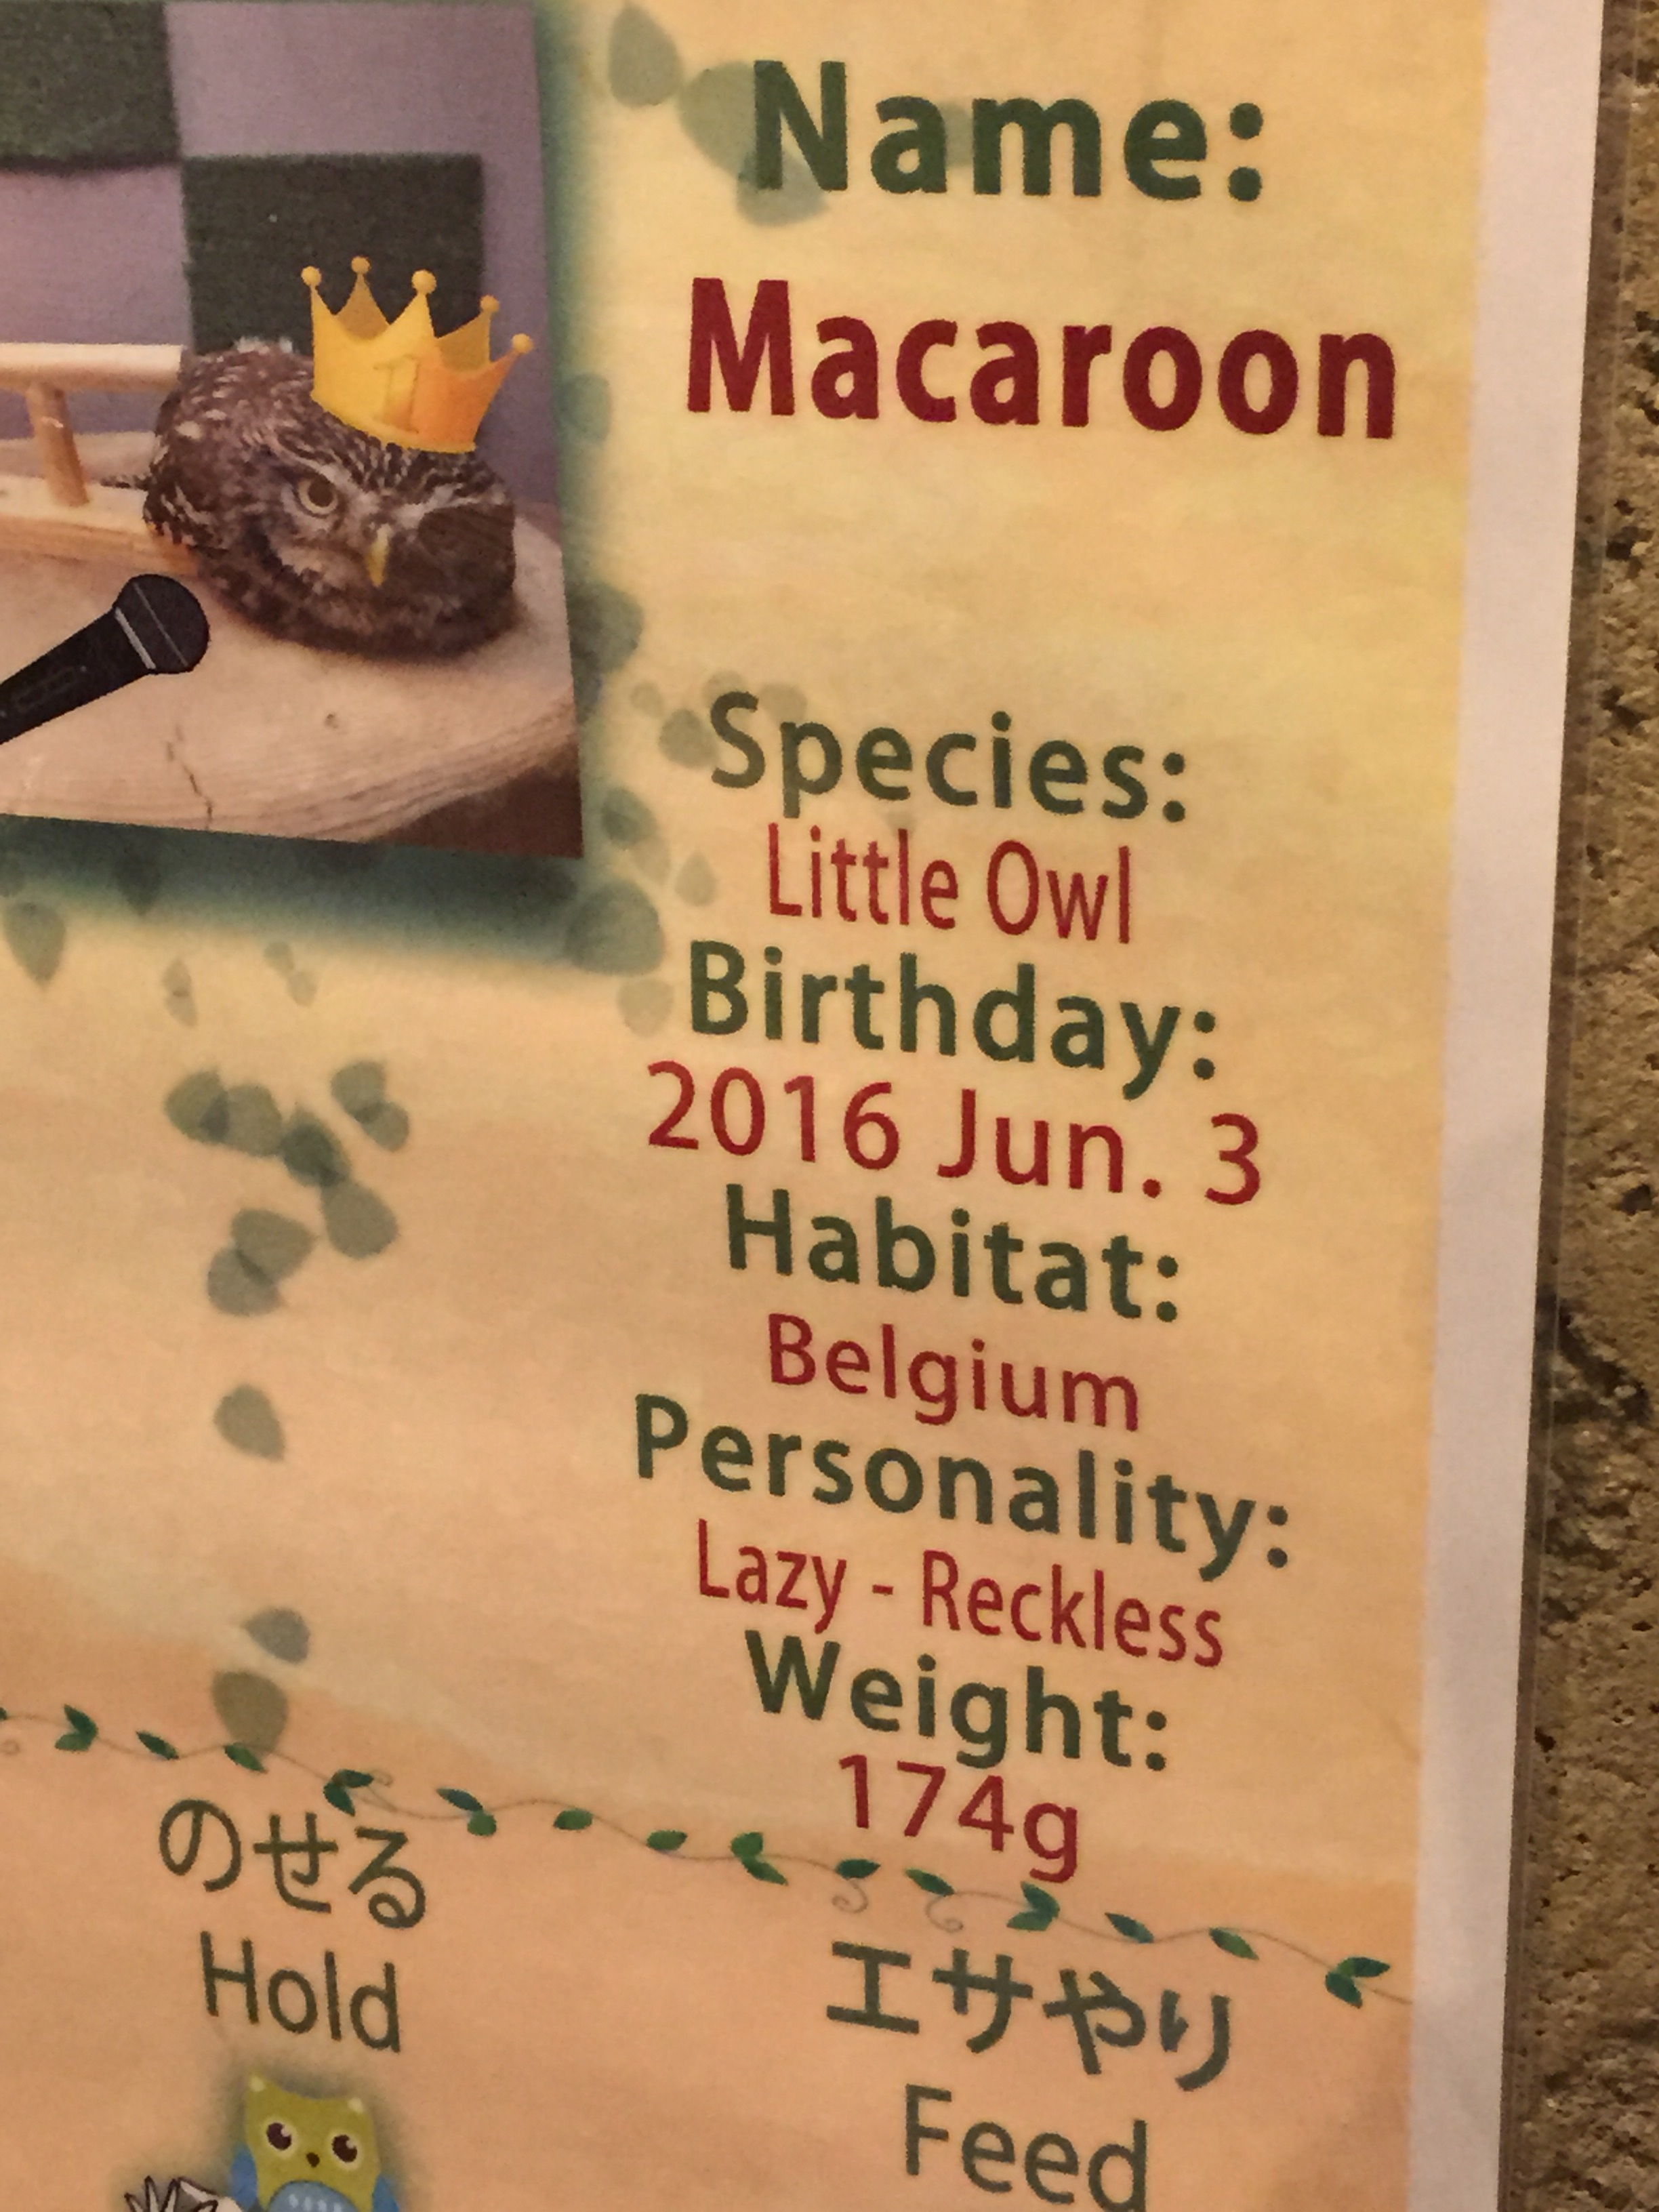 Name:
Macaroon
Species:
Little Owl
Birthday:
2016 Jun. 3
Habitat:
Belgium
Personality:
Lazy - Reckless
Weight:
174g
のせる
Hold
エサやり
Feed